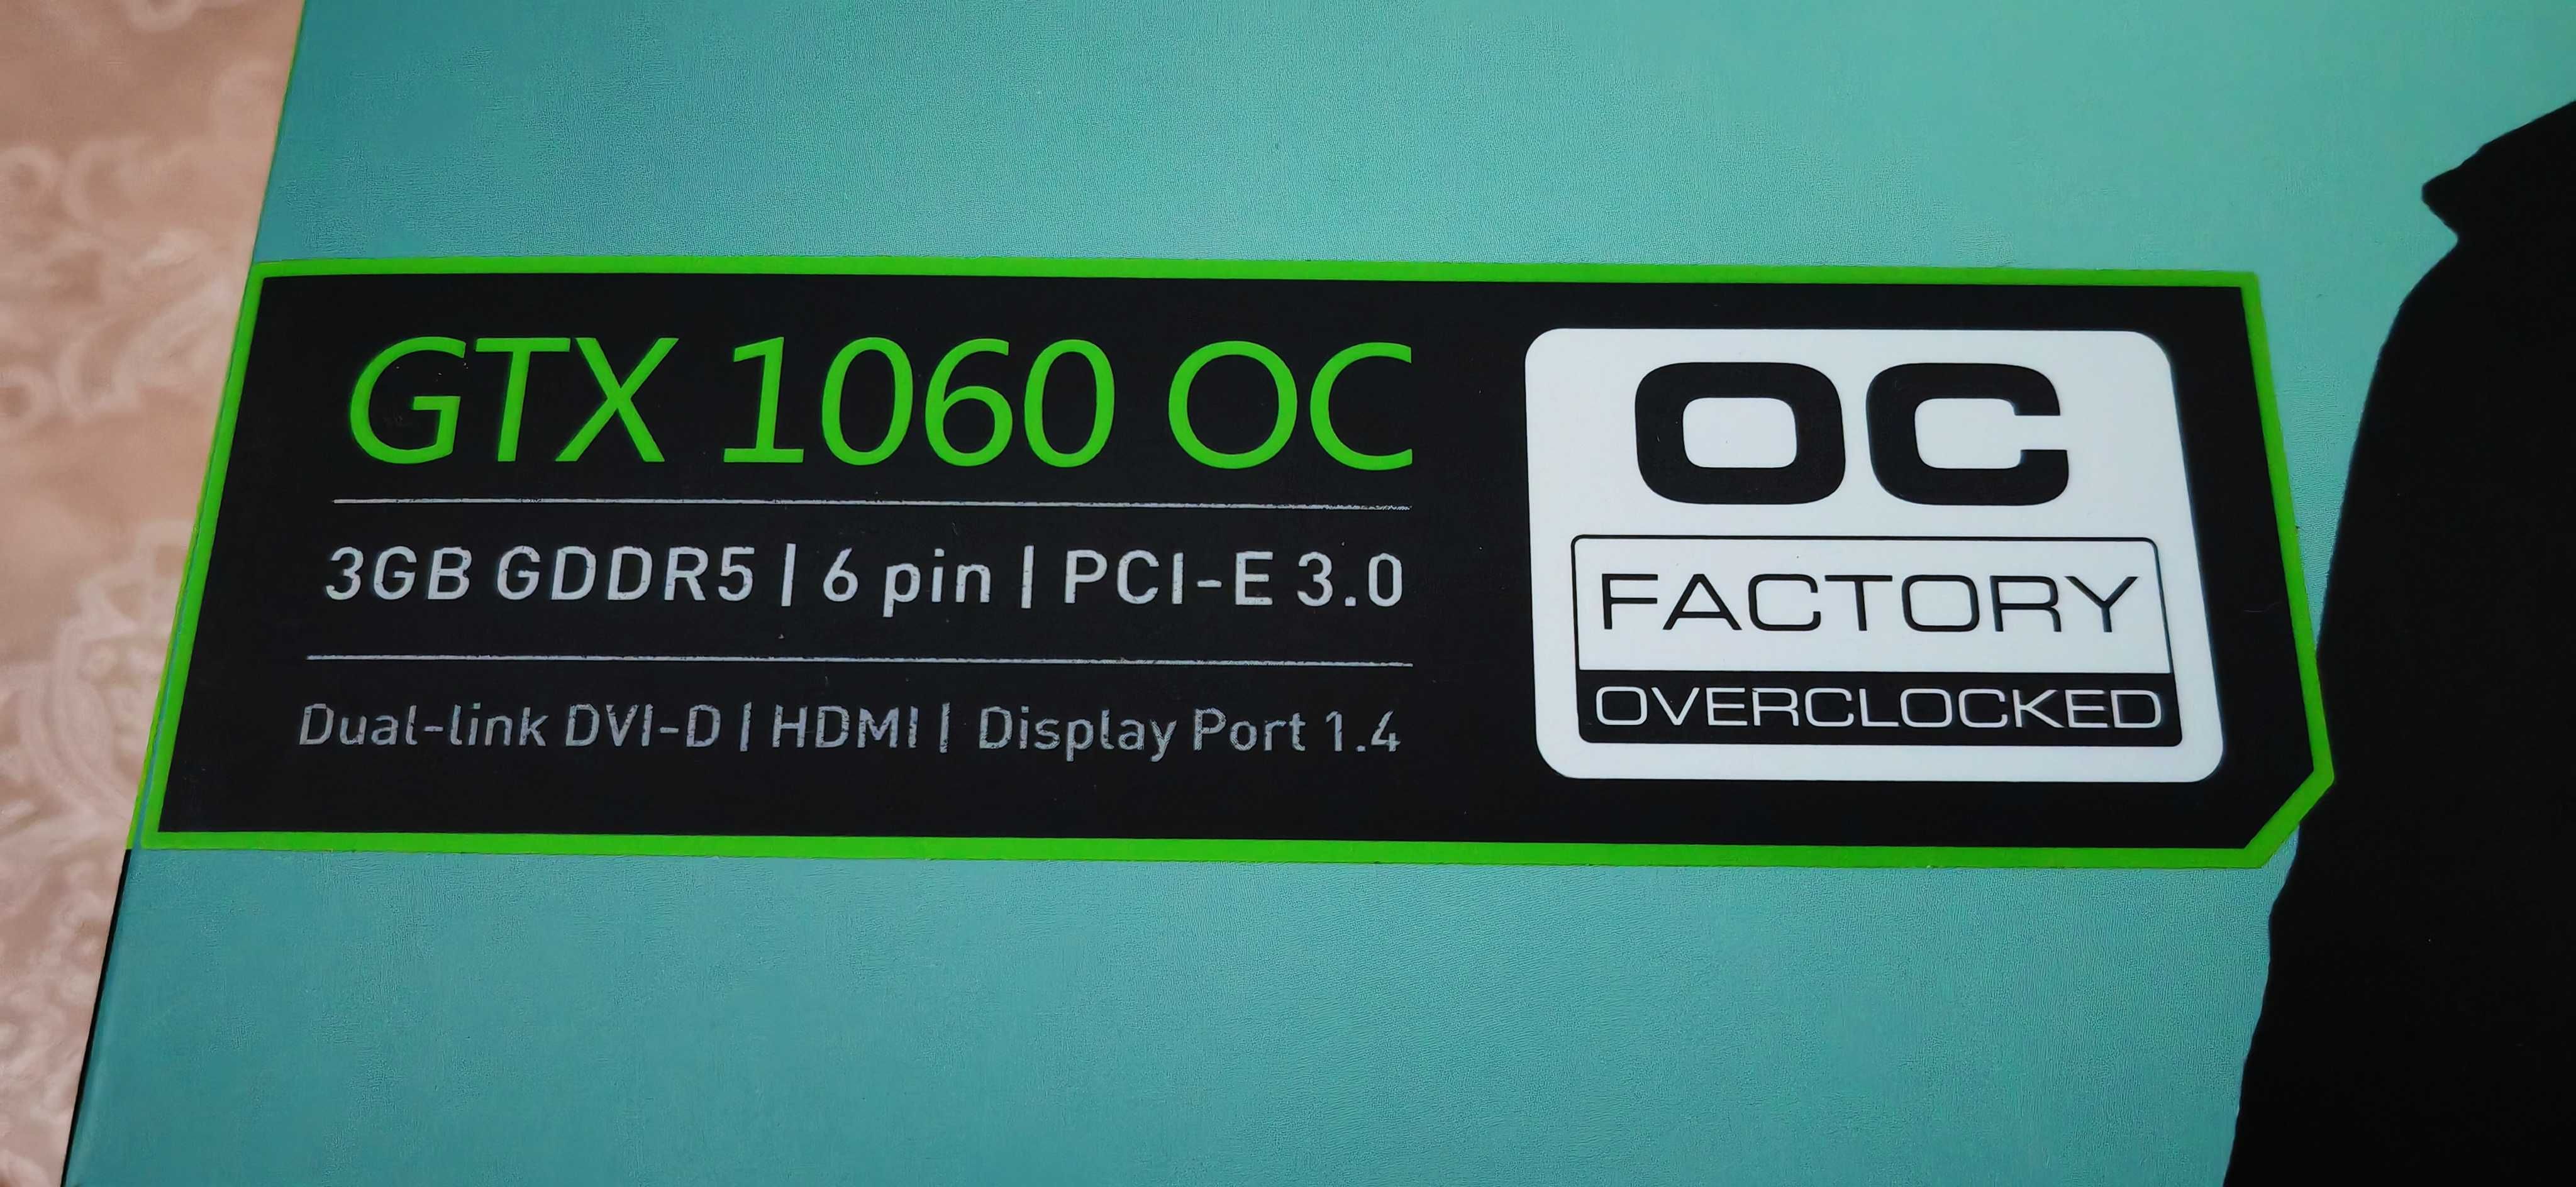 GTX 1060 OC
3GB GDDR5 | 6 pin | PCI-E 3.0
Dual-link DVI-D | HDMI | Display Port 1.4
OC
FACTORY
OVERCLOCKED